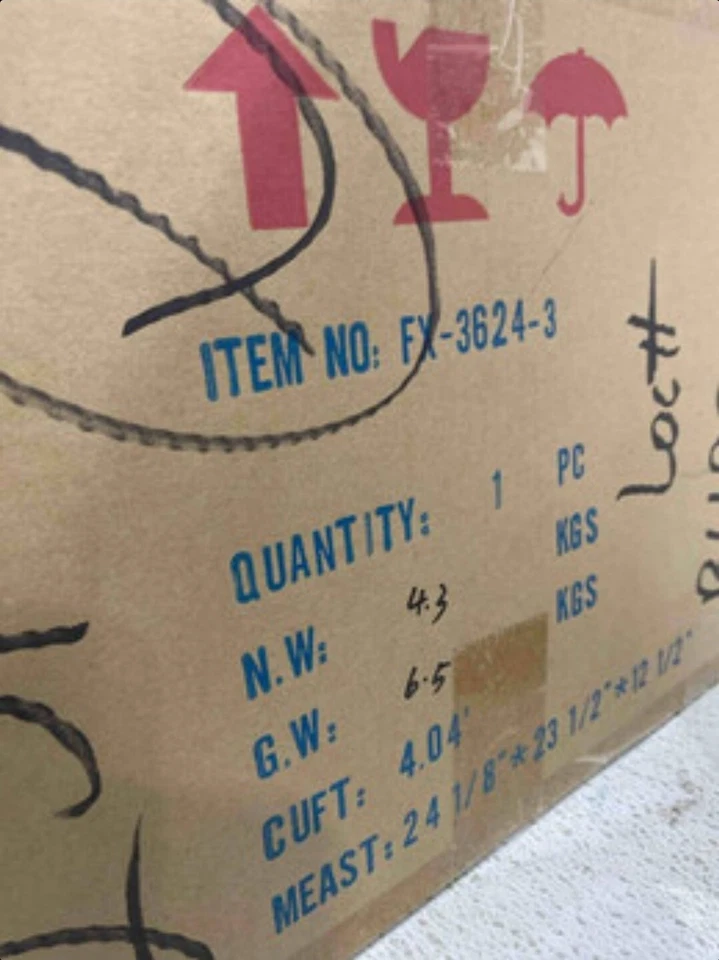 ITEM NO: FX-3624-3
QUANTITY: 1 PC
N.W: 4.3 KGS
G.W: 6.5 KGS
CUFT: 4.04'
MEAST: 24 1/8"*23 1/2"*12 1/2"
Loc#